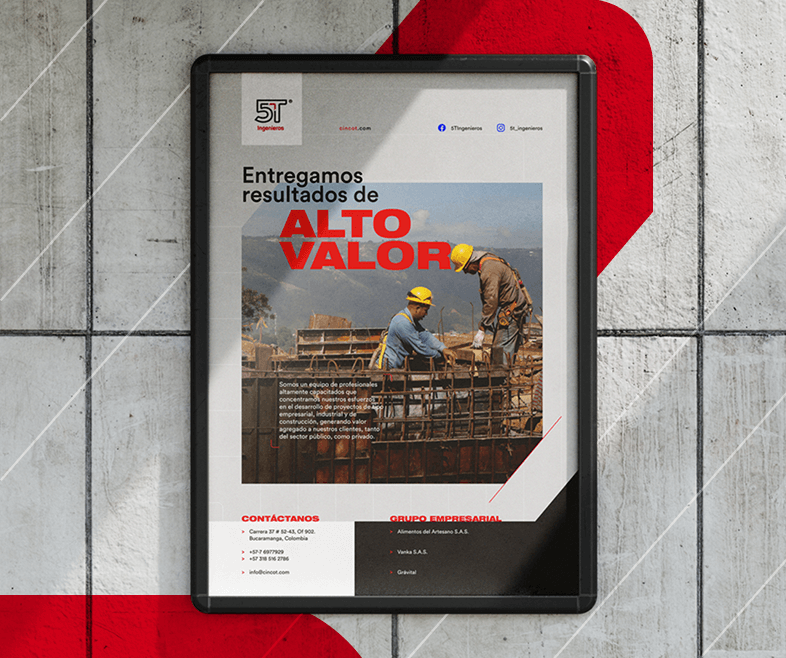 5T
Ingenieros
cincot.com
5TIngenieros
5t_ingenieros
Entregamos
resultados de
ALTO
VALOR
Somos un equipo de profesionales
altamente capacitados que
concentramos nuestros esfuerzos
en el desarrollo de proyectos de tipo
empresarial, industrial y de
construcción, generando valor
agregado a nuestros clientes, tanto
del sector público, como privado.
CONTÁCTANOS
> Carrera 37 # 52-43, Of 902.
Bucaramanga, Colombia
> +57-7 6977929
> +57 318 516 2786
> info@cincot.com
GRUPO EMPRESARIAL
> Alimentos del Artesano S.A.S.
> Vanka S.A.S.
> Grávital